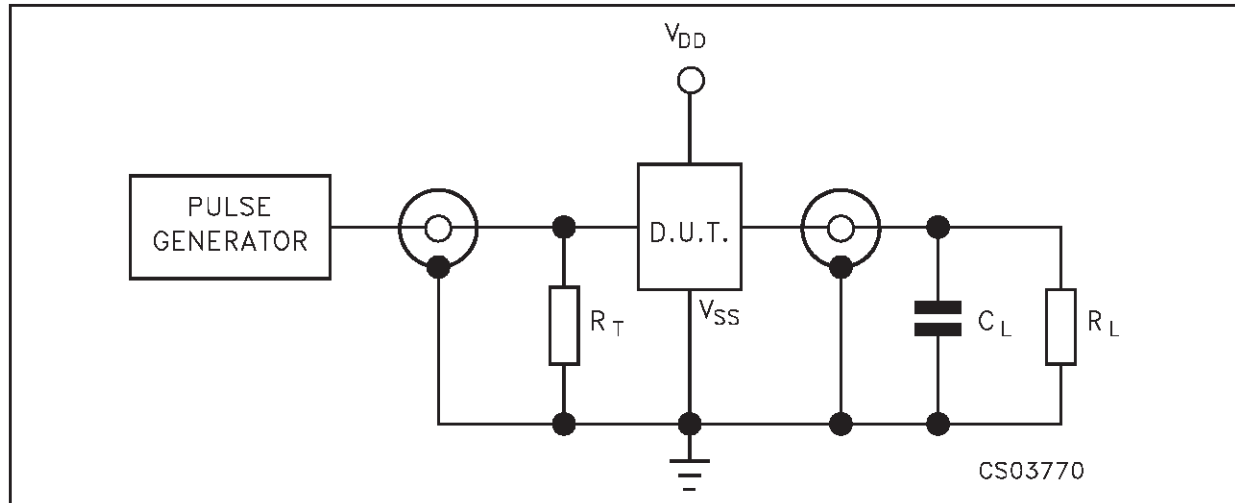 VDD
PULSE
GENERATOR
D.U.T.
VSS
RT
CL
RL
CS03770